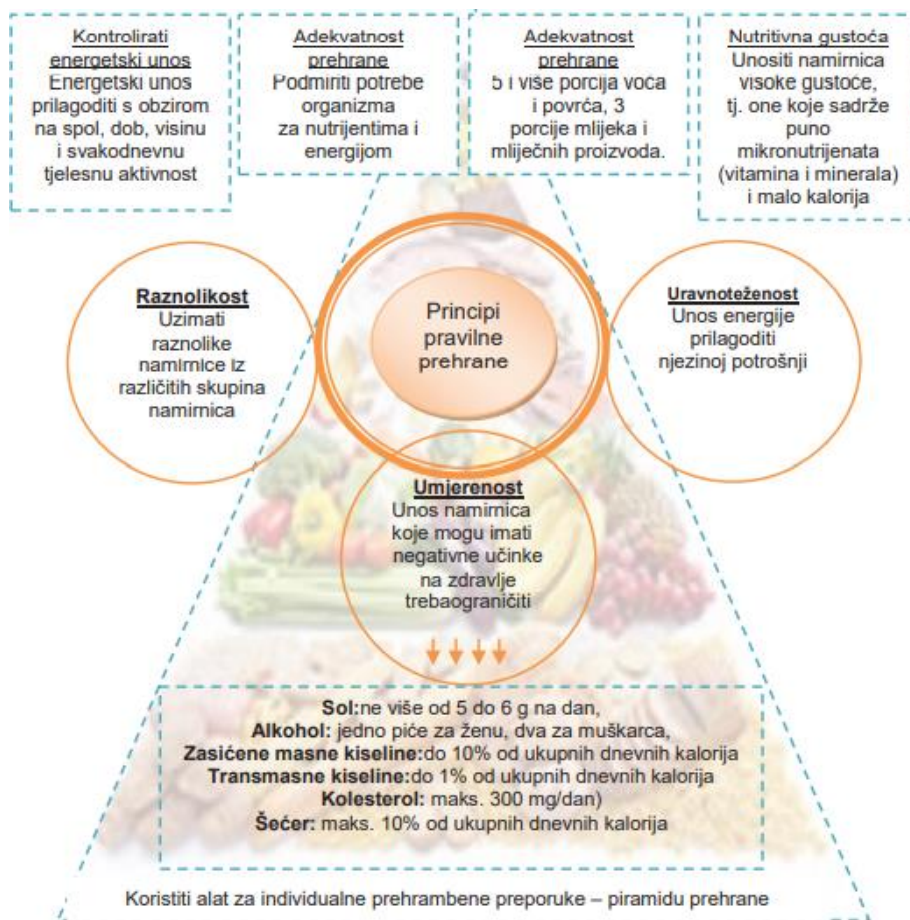 Kontrolirati
energetski unos
Energetski unos
prilagoditi s obzirom
na spol, dob, visinu
i svakodnevnu
tjelesnu aktivnost
Adekvatnost
prehrane
Podmiriti potrebe
organizma
za nutrijentima i
energijom
Adekvatnost
prehrane
5 i više porcija voća
i povrća, 3
porcije mlijeka i
mliječnih proizvoda.
Nutritivna gustoća
Unositi namirnica
visoke gustoće,
tj. one koje sadrže
puno
mikronutrijenata
(vitamina i minerala)
i malo kalorija
Raznolikost
Uzimati
raznolike
namirnice iz
različitih skupina
namirnica
Principi
pravilne
prehrane
Uravnoteženost
Unos energije
prilagoditi
njezinoj potrošnji
Umjerenost
Unos namirnica
koje mogu imati
negativne učinke
na zdravlje
trebaograničiti
Sol:ne više od 5 do 6 g na dan,
Alkohol: jedno piće za ženu, dva za muškarca,
Zasićene masne kiseline:do 10% od ukupnih dnevnih kalorija
Transmasne kiseline:do 1% od ukupnih dnevnih kalorija
Kolesterol: maks. 300 mg/dan)
Šećer: maks. 10% od ukupnih dnevnih kalorija
Koristiti alat za individualne prehrambene preporuke – piramidu prehrane